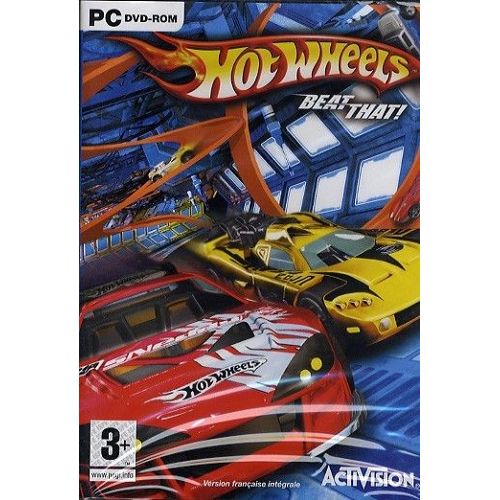 PC DVD-ROM
HOT WHEELS
BEAT THAT!
HOT WHEELS
3+
www.pegi.info
Version française intégrale
ACTIVISION